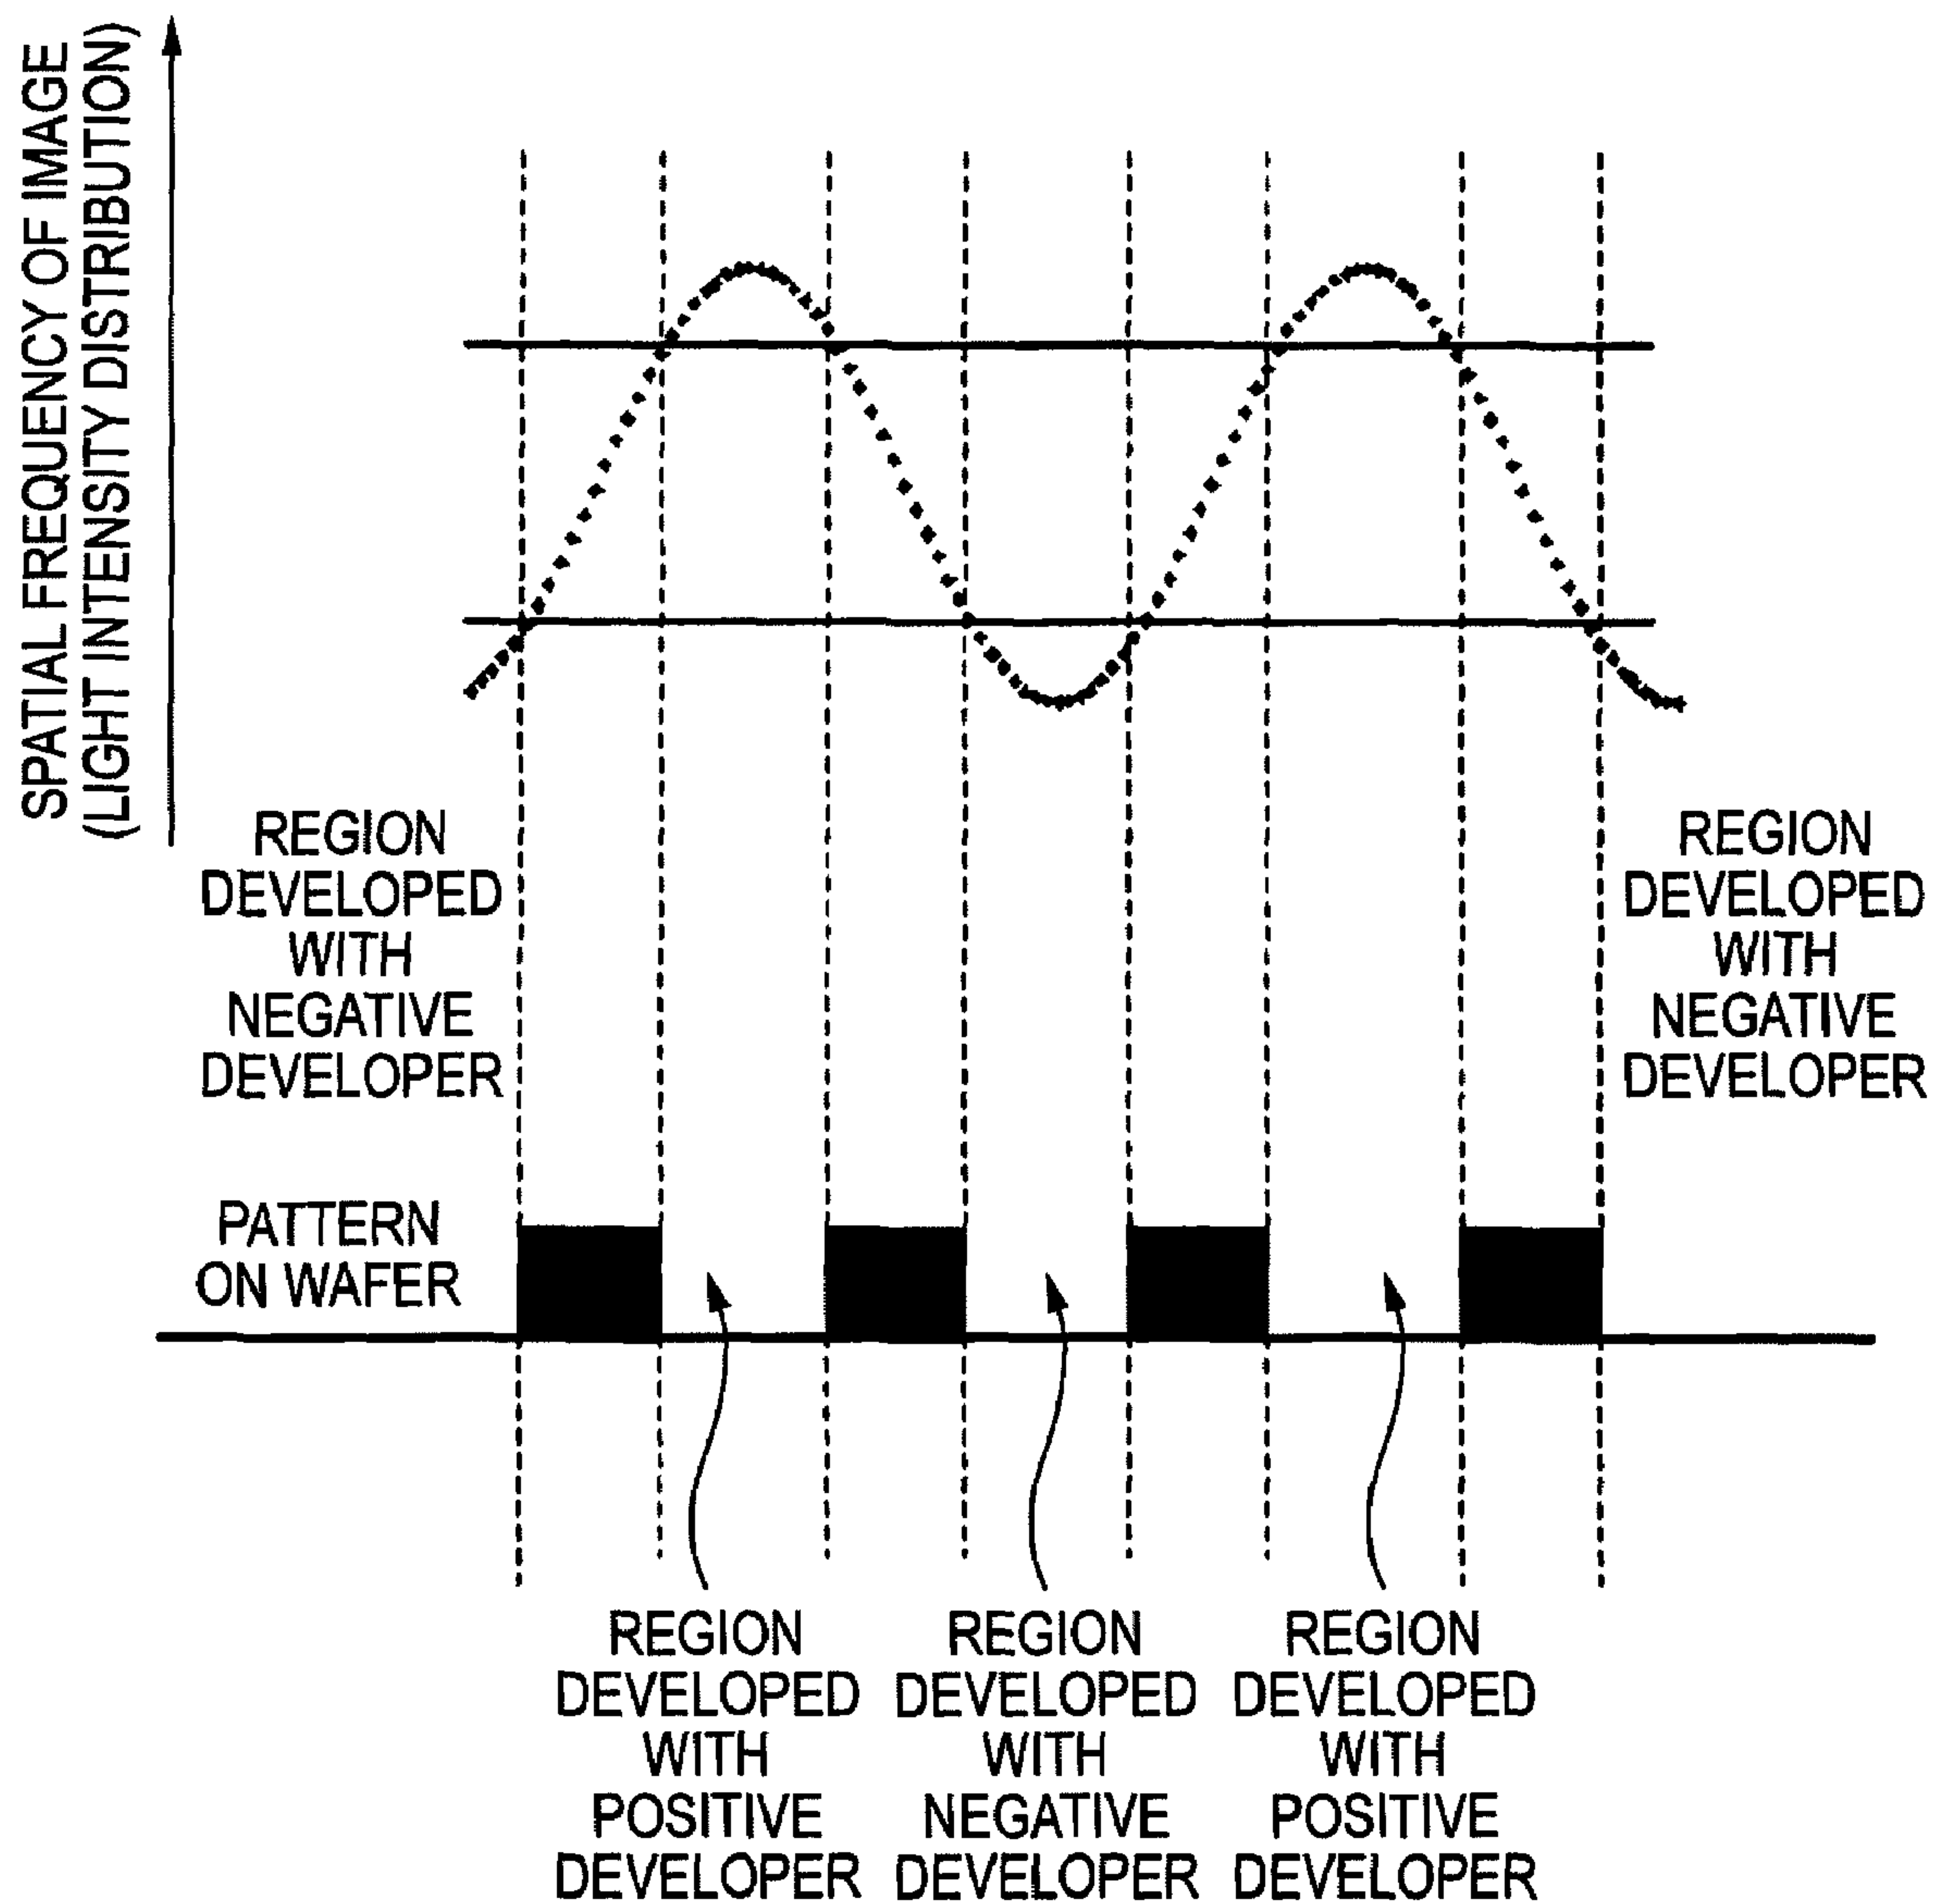 SPATIAL FREQUENCY OF IMAGE
(LIGHT INTENSITY DISTRIBUTION)
REGION
DEVELOPED
WITH
NEGATIVE
DEVELOPER
REGION
DEVELOPED
WITH
NEGATIVE
DEVELOPER
PATTERN
ON WAFER
REGION
DEVELOPED
WITH
POSITIVE
DEVELOPER
REGION
DEVELOPED
WITH
NEGATIVE
DEVELOPER
REGION
DEVELOPED
WITH
POSITIVE
DEVELOPER